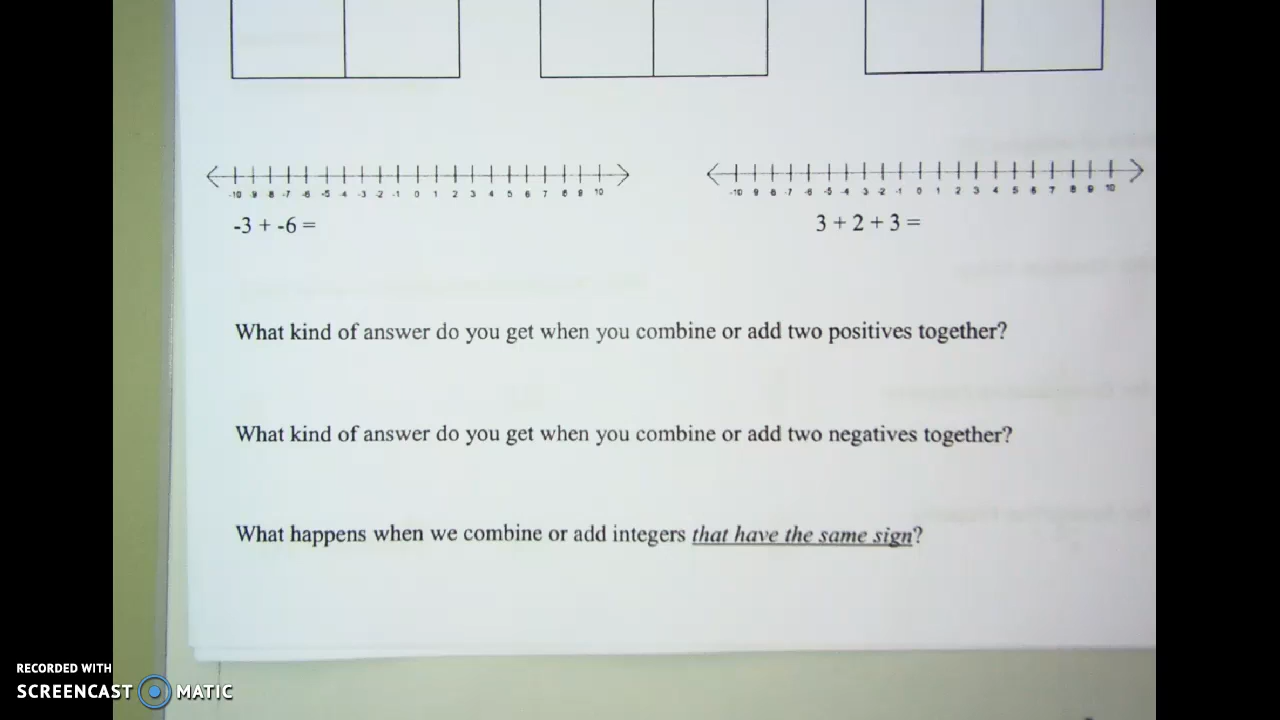 -10 9 8 -7 -6 -5 -4 -3 -2 -1 0 1 2 3 4 5 6 7 8 9 10
-10 9 8 -7 -6 -5 -4 3 -2 -1 0 1 2 3 4 5 6 7 8 9 10
-3 + -6 =
3 + 2 + 3 =
What kind of answer do you get when you combine or add two positives together?
What kind of answer do you get when you combine or add two negatives together?
What happens when we combine or add integers that have the same sign?
RECORDED WITH
SCREENCAST MATIC